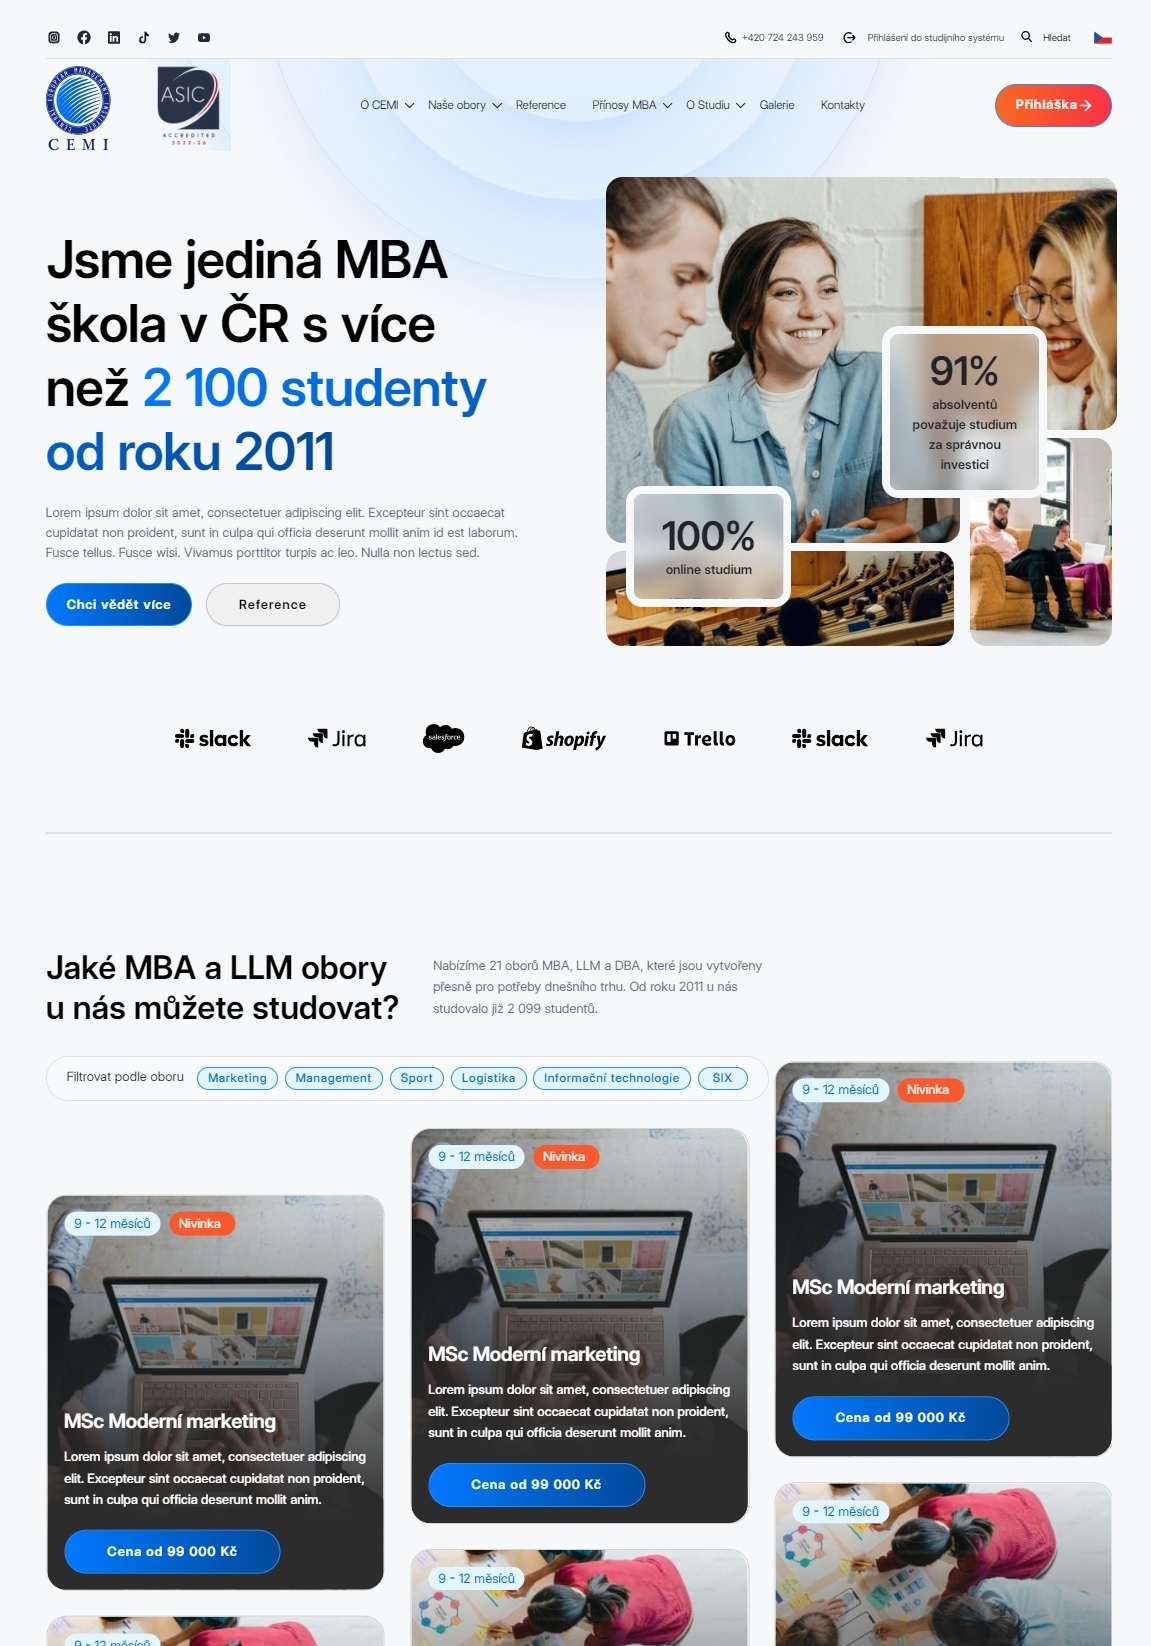 +420 724 243 959
Přihlášení do studijního systému
Hledat
CEMI
ASIC
ACCREDITED
2023-26
O CEMI
Naše obory
Reference
Přínosy MBA
O Studiu
Galerie
Kontakty
Přihláška
Jsme jediná MBA
škola v ČR s více
než 2 100 studenty
od roku 2011
Lorem ipsum dolor sit amet, consectetuer adipiscing elit. Excepteur sint occaecat
cupidatat non proident, sunt in culpa qui officia deserunt mollit anim id est laborum.
Fusce tellus. Fusce wisi. Vivamus porttitor turpis ac leo. Nulla non lectus sed.
Chci vědět více
Reference
91%
absolventů
považuje studium
za správnou
investici
100%
online studium
slack
Jira
salesforce
shopify
Trello
slack
Jira
Jaké MBA a LLM obory
u nás můžete studovat?
Nabízíme 21 oborů MBA, LLM a DBA, které jsou vytvořeny
přesně pro potřeby dnešního trhu. Od roku 2011 u nás
studovalo již 2 099 studentů.
Filtrovat podle oboru
Marketing
Management
Sport
Logistika
Informační technologie
SIX
9 - 12 měsíců
Nivinka
MSc Moderní marketing
Lorem ipsum dolor sit amet, consectetuer adipiscing
elit. Excepteur sint occaecat cupidatat non proident,
sunt in culpa qui officia deserunt mollit anim.
Cena od 99 000 Kč
9 - 12 měsíců
Nivinka
MSc Moderní marketing
Lorem ipsum dolor sit amet, consectetuer adipiscing
elit. Excepteur sint occaecat cupidatat non proident,
sunt in culpa qui officia deserunt mollit anim.
Cena od 99 000 Kč
9 - 12 měsíců
Nivinka
MSc Moderní marketing
Lorem ipsum dolor sit amet, consectetuer adipiscing
elit. Excepteur sint occaecat cupidatat non proident,
sunt in culpa qui officia deserunt mollit anim.
Cena od 99 000 Kč
9 - 12 měsíců
9 - 12 měsíců
9 - 12 měsíců